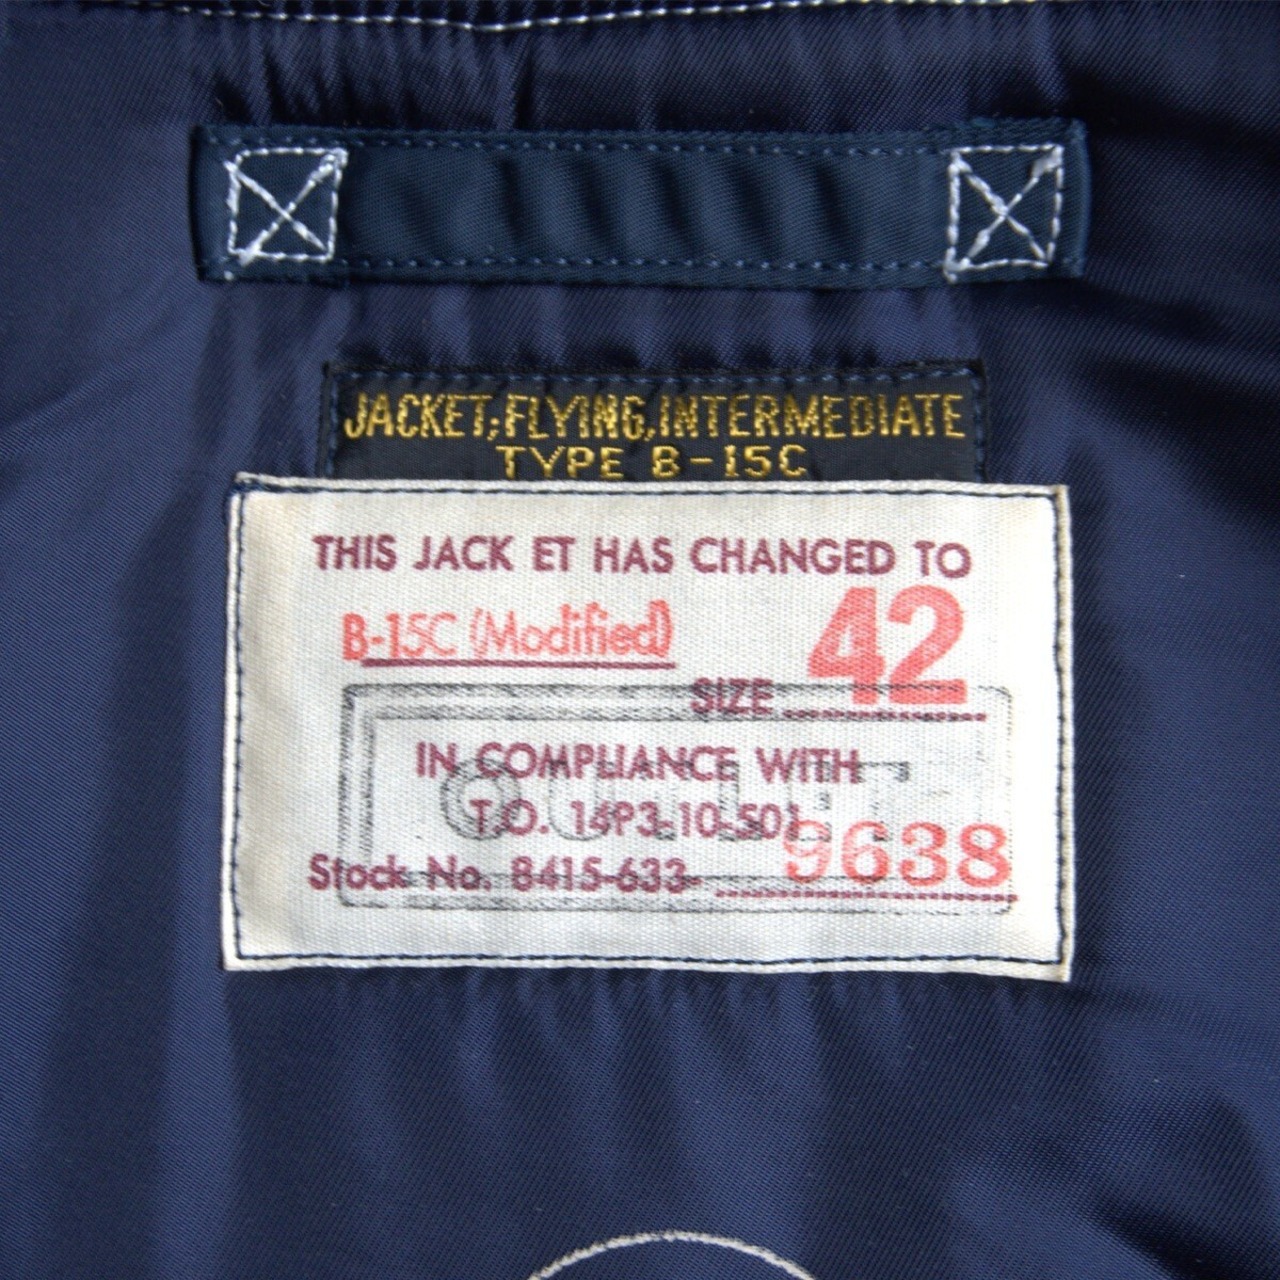 JACKET; FLYING, INTERMEDIATE
TYPE B-15C
THIS JACK ET HAS CHANGED TO
B-15C (Modified)
SIZE 42
IN COMPLIANCE WITH
T.O. 14P3-10-501
Stock No. 8415-633- 9638